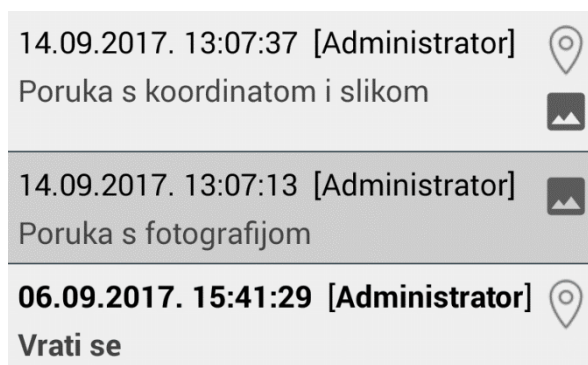 14.09.2017. 13:07:37 [Administrator]
Poruka s koordinatom i slikom
14.09.2017. 13:07:13 [Administrator]
Poruka s fotografijom
06.09.2017. 15:41:29 [Administrator]
Vrati se